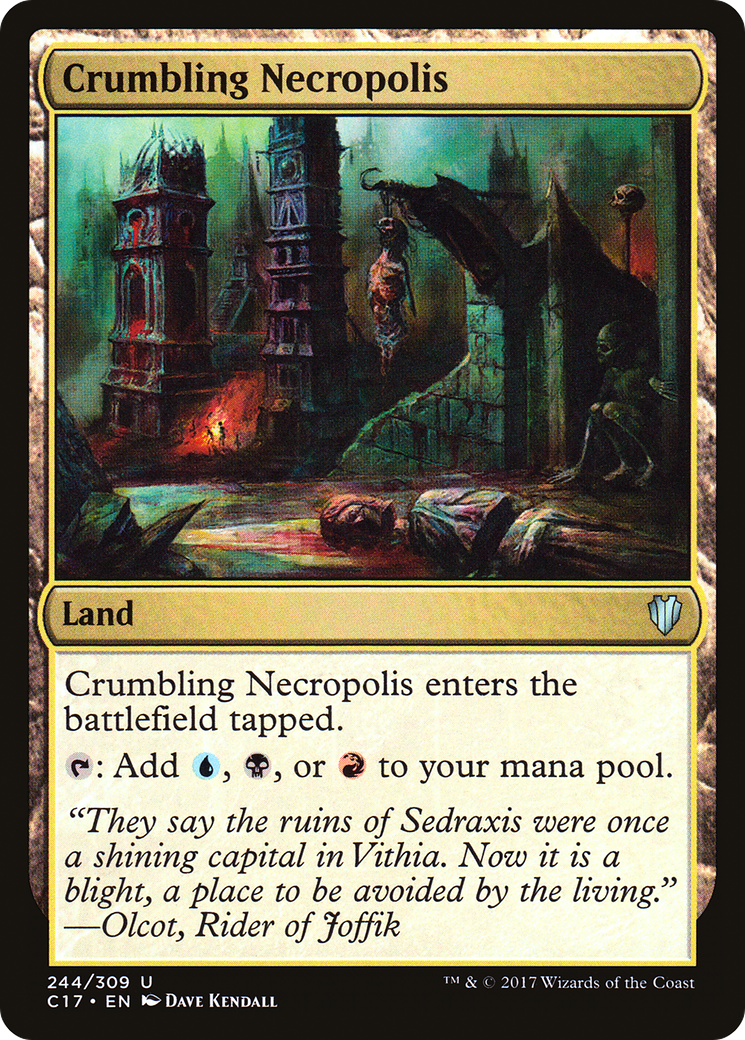 Crumbling Necropolis
Land
Crumbling Necropolis enters the
battlefield tapped.
: Add , , or to your mana pool.
“They say the ruins of Sedraxis were once
a shining capital in Vithia. Now it is a
blight, a place to be avoided by the living.”
—Olcot, Rider of Joffik
244/309 U
C17 • EN Dave Kendall
™ & © 2017 Wizards of the Coast